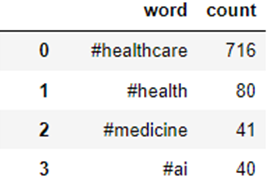 word count
0 #healthcare 716
1 #health 80
2 #medicine 41
3 #ai 40